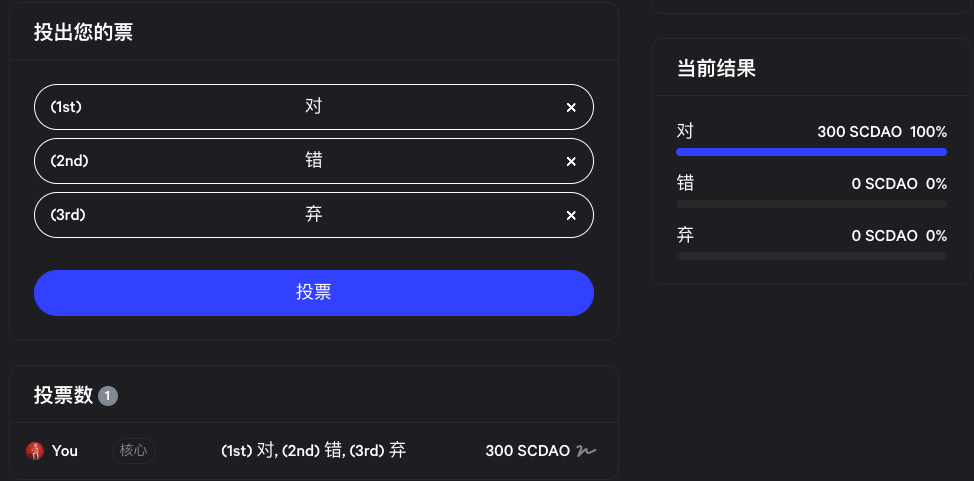 投出您的票
(1st) 对 ×
(2nd) 错 ×
(3rd) 弃 ×
投票
投票数 1
You 核心 (1st) 对, (2nd) 错, (3rd) 弃 300 SCDAO
当前结果
对 300 SCDAO 100%
错 0 SCDAO 0%
弃 0 SCDAO 0%